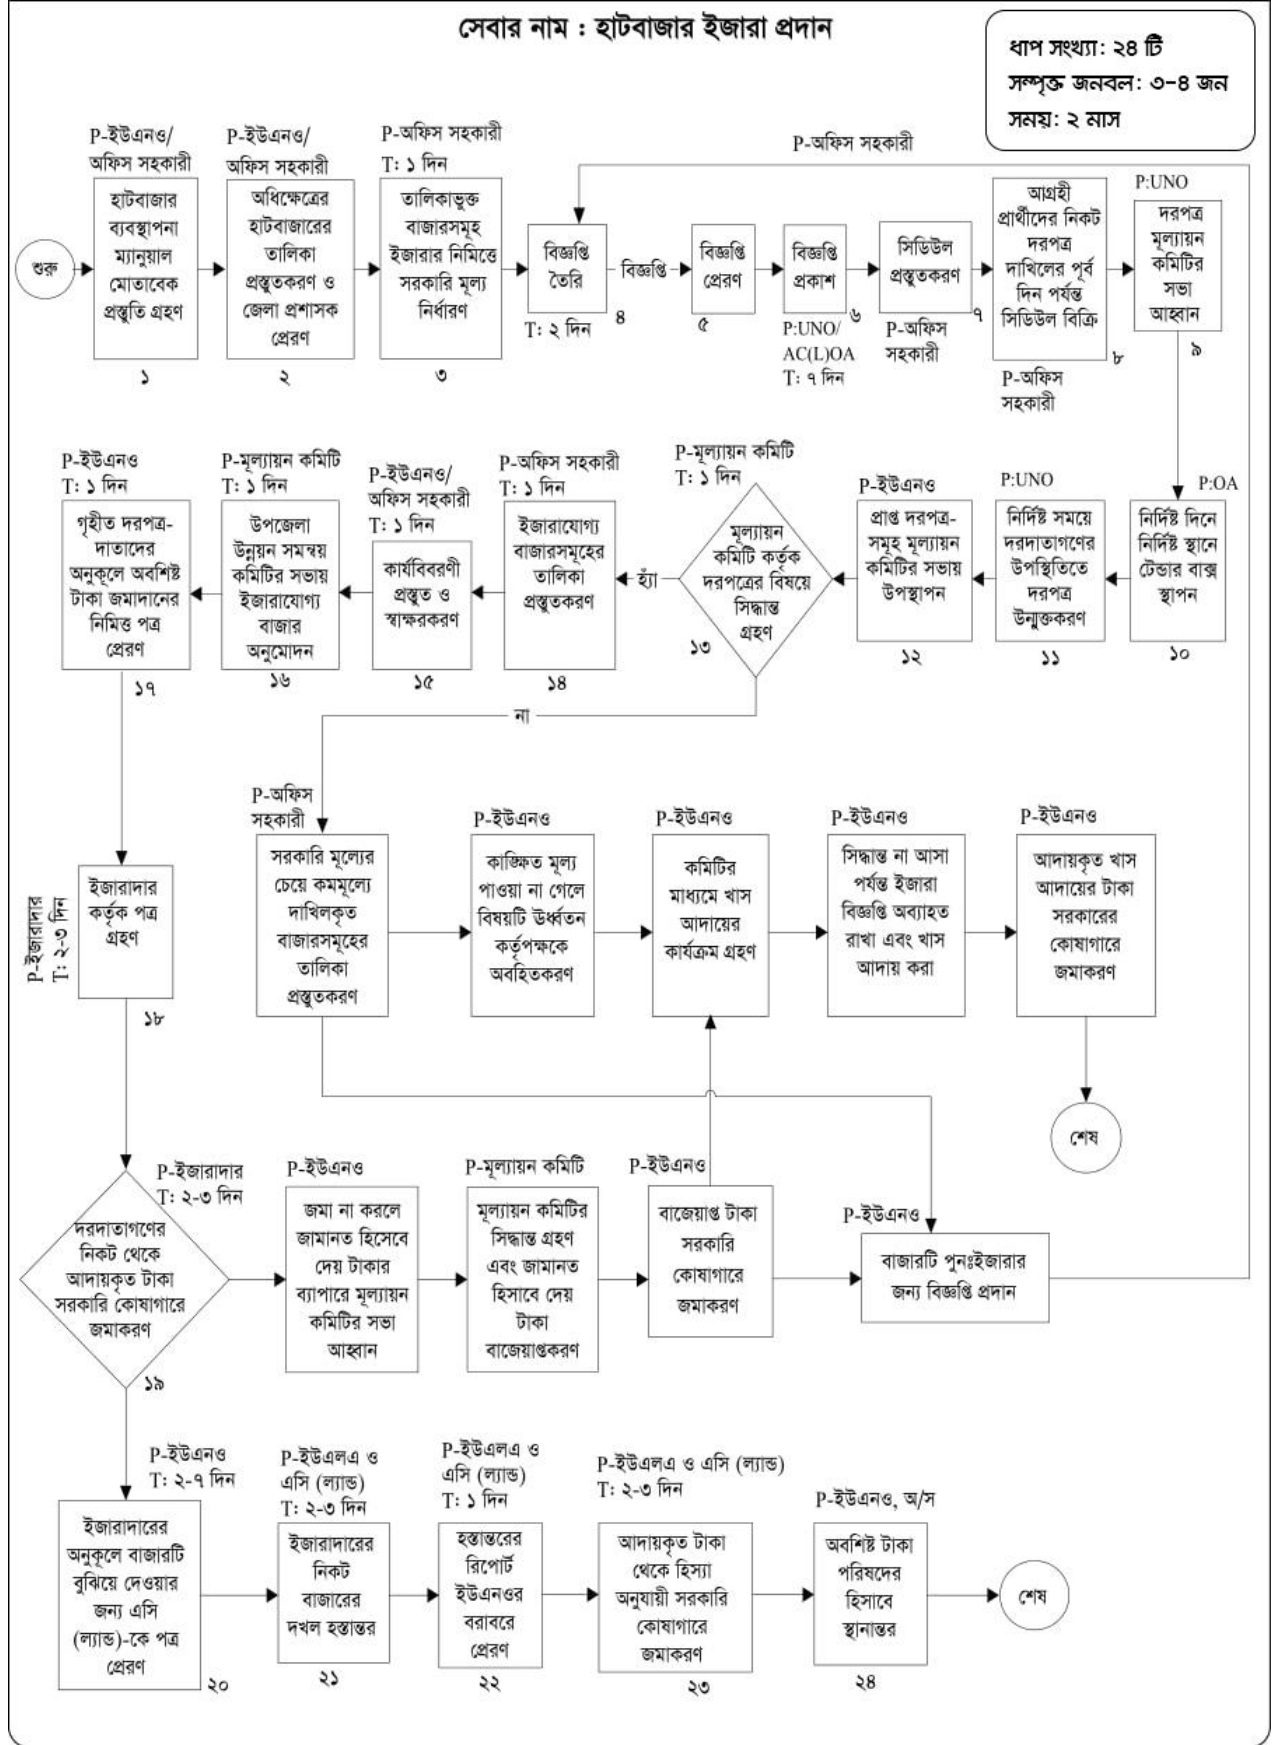 সেবার নাম : হাটবাজার ইজারা প্রদান
ধাপ সংখ্যা: ২৪ টি
সম্পৃক্ত জনবল: ৩-৪ জন
সময়: ২ মাস
শুরু
P-ইউএনও/
অফিস সহকারী
হাটবাজার
ব্যবস্থাপনা
ম্যানুয়াল
মোতাবেক
প্রস্তুতি গ্রহণ
১
P-ইউএনও/
অফিস সহকারী
অধিক্ষেত্রের
হাটবাজারের
তালিকা
প্রস্তুতকরণ ও
জেলা প্রশাসক
প্রেরণ
২
P-অফিস সহকারী
T: ১ দিন
তালিকাভুক্ত
বাজারসমূহ
ইজারার নিমিত্তে
সরকারি মূল্য
নির্ধারণ
৩
বিজ্ঞপ্তি
তৈরি
T: ২ দিন
৪
বিজ্ঞপ্তি
P-অফিস সহকারী
বিজ্ঞপ্তি
প্রেরণ
৫
বিজ্ঞপ্তি
প্রকাশ
৬
P:UNO/
AC(L)OA
T: ৭ দিন
সিডিউল
প্রস্তুতকরণ
৭
P-অফিস
সহকারী
আগ্রহী
প্রার্থীদের নিকট
দরপত্র
দাখিলের পূর্ব
দিন পর্যন্ত
সিডিউল বিক্রি
৮
P-অফিস
সহকারী
P:UNO
দরপত্র
মূল্যায়ন
কমিটির
সভা
আহ্বান
৯
P:OA
নির্দিষ্ট দিনে
নির্দিষ্ট স্থানে
টেন্ডার বাক্স
স্থাপন
১০
P:UNO
নির্দিষ্ট সময়ে
দরদাতাগণের
উপস্থিতিতে
দরপত্র
উন্মুক্তকরণ
১১
P-ইউএনও
প্রাপ্ত দরপত্র-
সমূহ মূল্যায়ন
কমিটির সভায়
উপস্থাপন
১২
P-মূল্যায়ন কমিটি
T: ১ দিন
মূল্যায়ন
কমিটি কর্তৃক
দরপত্রের বিষয়ে
সিদ্ধান্ত
গ্রহণ
১৩
হ্যাঁ
না
P-অফিস সহকারী
T: ১ দিন
ইজারাযোগ্য
বাজারসমূহের
তালিকা
প্রস্তুতকরণ
১৪
P-ইউএনও/
অফিস সহকারী
T: ১ দিন
কার্যবিবরণী
প্রস্তুত ও
স্বাক্ষরকরণ
১৫
P-মূল্যায়ন কমিটি
T: ১ দিন
উপজেলা
উন্নয়ন সমন্বয়
কমিটির সভায়
ইজারাযোগ্য
বাজার
অনুমোদন
১৬
P-ইউএনও
T: ১ দিন
গৃহীত দরপত্র-
দাতাদের
অনুকূলে অবশিষ্ট
টাকা জমাদানের
নিমিত্ত পত্র
প্রেরণ
১৭
P-ইজারাদার
T: ২-৩ দিন
ইজারাদার
কর্তৃক পত্র
গ্রহণ
১৮
P-অফিস
সহকারী
সরকারি মূল্যের
চেয়ে কমমূল্যে
দাখিলকৃত
বাজারসমূহের
তালিকা
প্রস্তুতকরণ
P-ইউএনও
কাঙ্ক্ষিত মূল্য
পাওয়া না গেলে
বিষয়টি ঊর্ধ্বতন
কর্তৃপক্ষকে
অবহিতকরণ
P-ইউএনও
কমিটির
মাধ্যমে খাস
আদায়ের
কার্যক্রম গ্রহণ
P-ইউএনও
সিদ্ধান্ত না আসা
পর্যন্ত ইজারা
বিজ্ঞপ্তি অব্যাহত
রাখা এবং খাস
আদায় করা
P-ইউএনও
আদায়কৃত খাস
আদায়ের টাকা
সরকারের
কোষাগারে
জমাকরণ
শেষ
P-ইজারাদার
T: ২-৩ দিন
দরদাতাগণের
নিকট থেকে
আদায়কৃত টাকা
সরকারি কোষাগারে
জমাকরণ
১৯
P-ইউএনও
জমা না করলে
জামানত হিসেবে
দেয় টাকার
ব্যাপারে মূল্যায়ন
কমিটির সভা
আহ্বান
P-মূল্যায়ন কমিটি
মূল্যায়ন কমিটির
সিদ্ধান্ত গ্রহণ
এবং জামানত
হিসাবে দেয়
টাকা
বাজেয়াপ্তকরণ
P-ইউএনও
বাজেয়াপ্ত টাকা
সরকারি
কোষাগারে
জমাকরণ
P-ইউএনও
বাজারটি পুনঃইজারার
জন্য বিজ্ঞপ্তি প্রদান
P-ইউএনও
T: ২-৭ দিন
ইজারাদারের
অনুকূলে বাজারটি
বুঝিয়ে দেওয়ার
জন্য এসি
(ল্যান্ড)-কে পত্র
প্রেরণ
২০
P-ইউএলএ ও
এসি (ল্যান্ড)
T: ২-৩ দিন
ইজারাদারের
নিকট
বাজারের
দখল হস্তান্তর
২১
P-ইউএলএ ও
এসি (ল্যান্ড)
T: ১ দিন
হস্তান্তরের
রিপোর্ট
ইউএনওর
বরাবরে
প্রেরণ
২২
P-ইউএলএ ও এসি (ল্যান্ড)
T: ২-৩ দিন
আদায়কৃত টাকা
থেকে হিস্যা
অনুযায়ী সরকারি
কোষাগারে
জমাকরণ
২৩
P-ইউএনও, অ/স
অবশিষ্ট টাকা
পরিষদের
হিসাবে
স্থানান্তর
২৪
শেষ